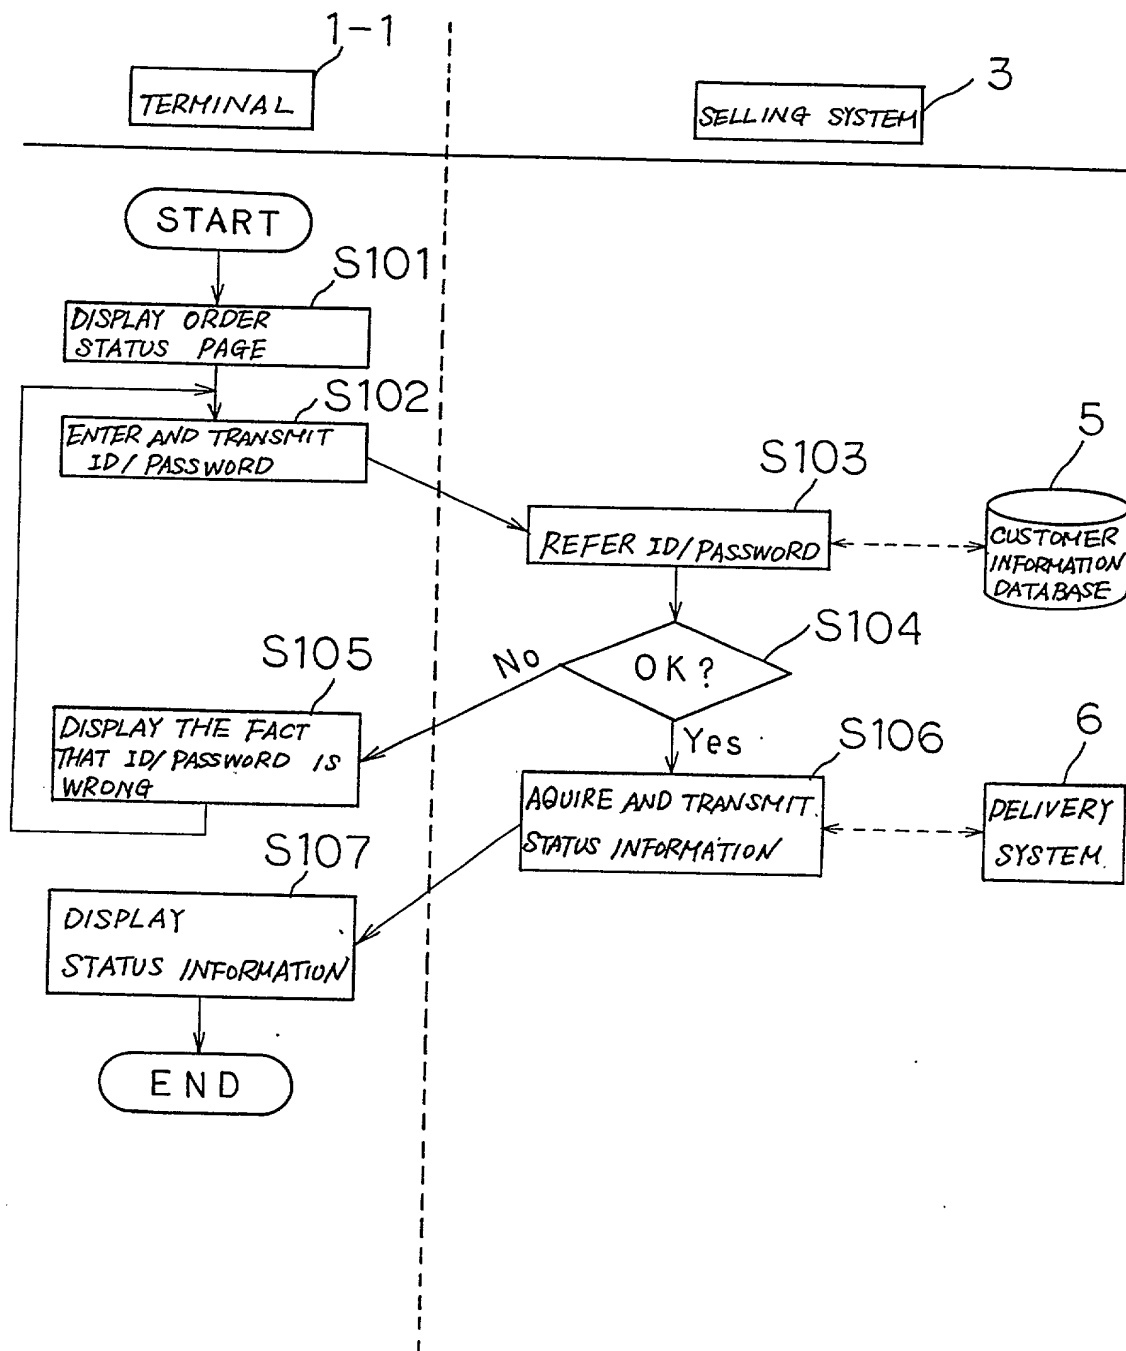 1-1
TERMINAL
3
SELLING SYSTEM
START
S101
DISPLAY ORDER
STATUS PAGE
S102
ENTER AND TRANSMIT
ID/PASSWORD
S103
REFER ID/PASSWORD
5
CUSTOMER
INFORMATION
DATABASE
S104
OK?
No
Yes
S105
DISPLAY THE FACT
THAT ID/PASSWORD IS
WRONG
S106
AQUIRE AND TRANSMIT
STATUS INFORMATION
6
DELIVERY
SYSTEM
S107
DISPLAY
STATUS INFORMATION
END